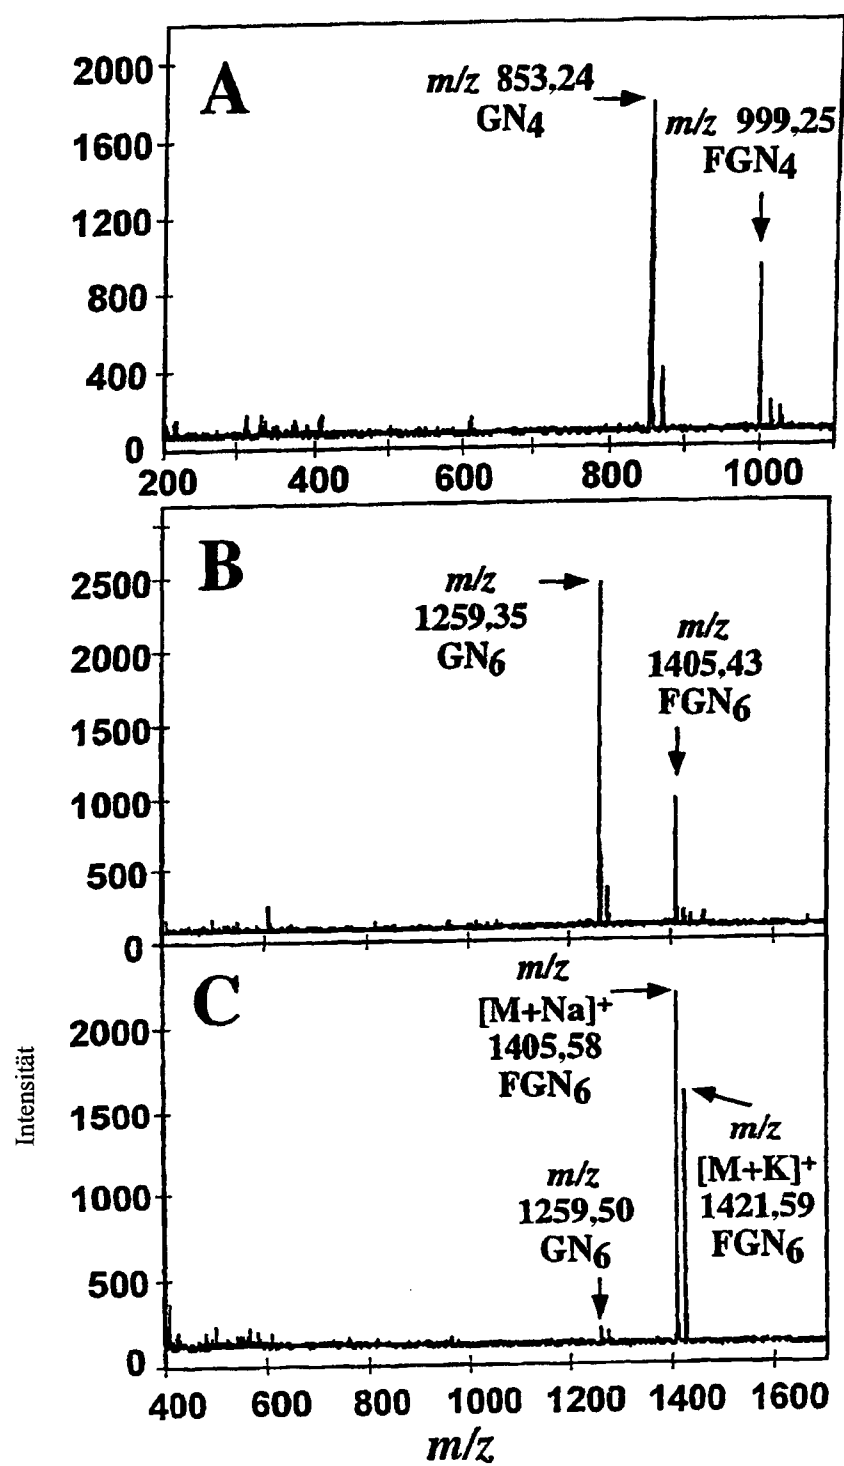 A
m/z 853,24
GN4
m/z 999,25
FGN4
2000
1600
1200
800
400
0
200 400 600 800 1000
B
m/z
1259,35
GN6
m/z
1405,43
FGN6
2500
2000
1500
1000
500
0
C
m/z
[M+Na]+
1405,58
FGN6
m/z
[M+K]+
1421,59
FGN6
m/z
1259,50
GN6
2000
1500
1000
500
0
400 600 800 1000 1200 1400 1600
m/z
Intensität